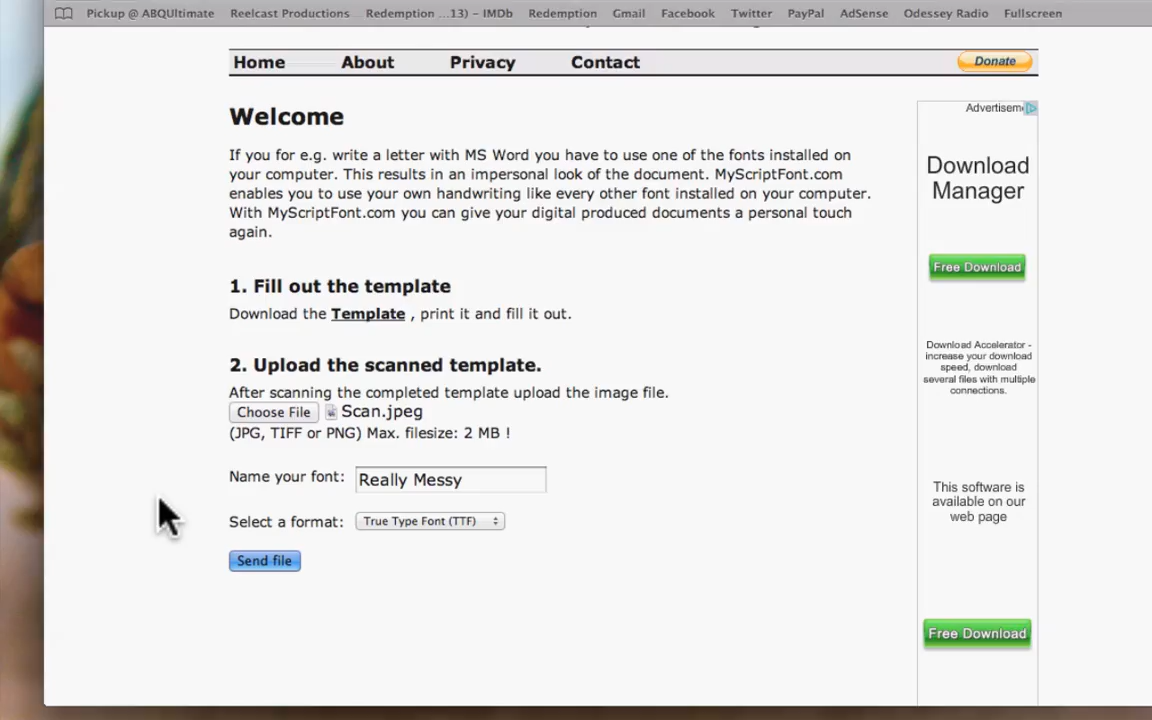 Pickup @ ABQUltimate Reelcast Productions Redemption ...13) – IMDb Redemption Gmail Facebook Twitter PayPal AdSense Odessey Radio Fullscreen
Home About Privacy Contact Donate
Welcome
If you for e.g. write a letter with MS Word you have to use one of the fonts installed on
your computer. This results in an impersonal look of the document. MyScriptFont.com
enables you to use your own handwriting like every other font installed on your computer.
With MyScriptFont.com you can give your digital produced documents a personal touch
again.
1. Fill out the template
Download the Template , print it and fill it out.
2. Upload the scanned template.
After scanning the completed template upload the image file.
Choose File Scan.jpeg
(JPG, TIFF or PNG) Max. filesize: 2 MB !
Name your font: Really Messy
Select a format: True Type Font (TTF)
Send file
Advertisem
Download
Manager
Free Download
Download Accelerator -
increase your download
speed, download
several files with multiple
connections.
This software is
available on our
web page
Free Download